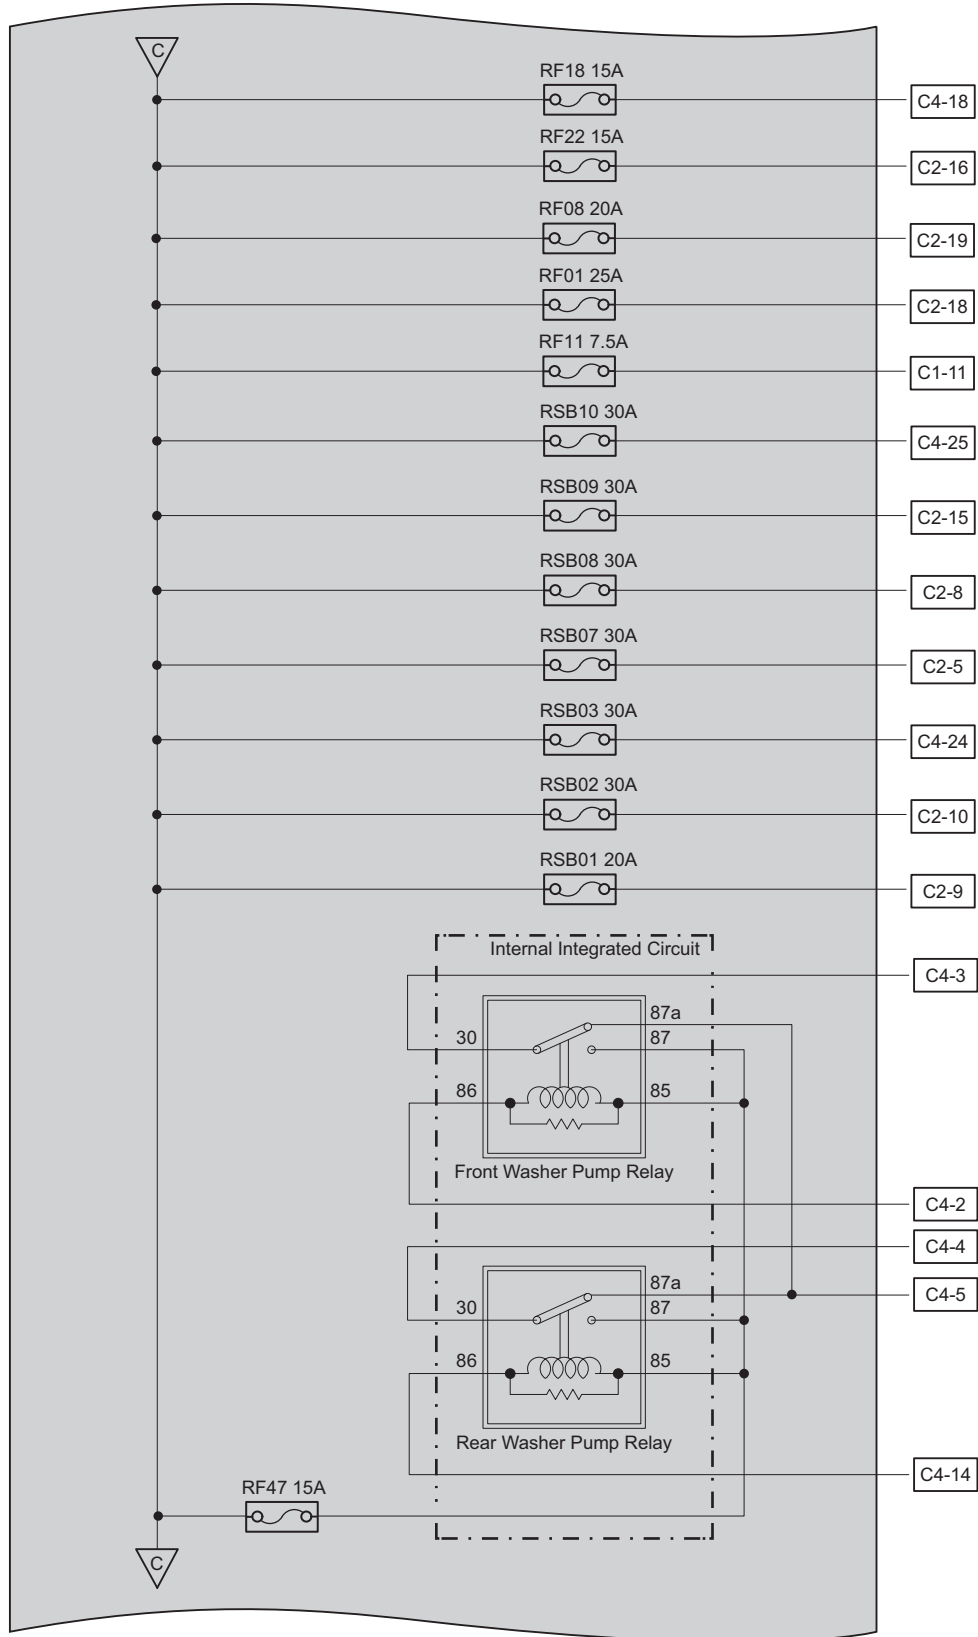 C
RF18 15A
C4-18
RF22 15A
C2-16
RF08 20A
C2-19
RF01 25A
C2-18
RF11 7.5A
C1-11
RSB10 30A
C4-25
RSB09 30A
C2-15
RSB08 30A
C2-8
RSB07 30A
C2-5
RSB03 30A
C4-24
RSB02 30A
C2-10
RSB01 20A
C2-9
Internal Integrated Circuit
C4-3
87a
30
87
86
85
Front Washer Pump Relay
C4-2
C4-4
87a
C4-5
30
87
86
85
Rear Washer Pump Relay
C4-14
RF47 15A
C